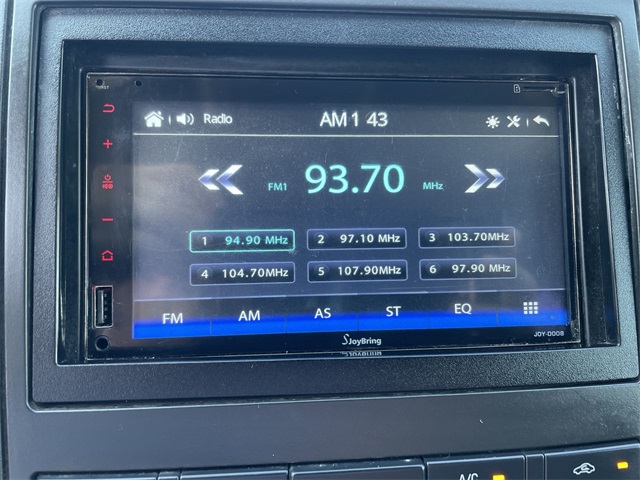 Radio
AM 1 43
FM1 93.70 MHz
1 94.90 MHz
2 97.10 MHz
3 103.70MHz
4 104.70MHz
5 107.90MHz
6 97.90 MHz
FM AM AS ST EQ
JoyBring
JOY-D008
A/C